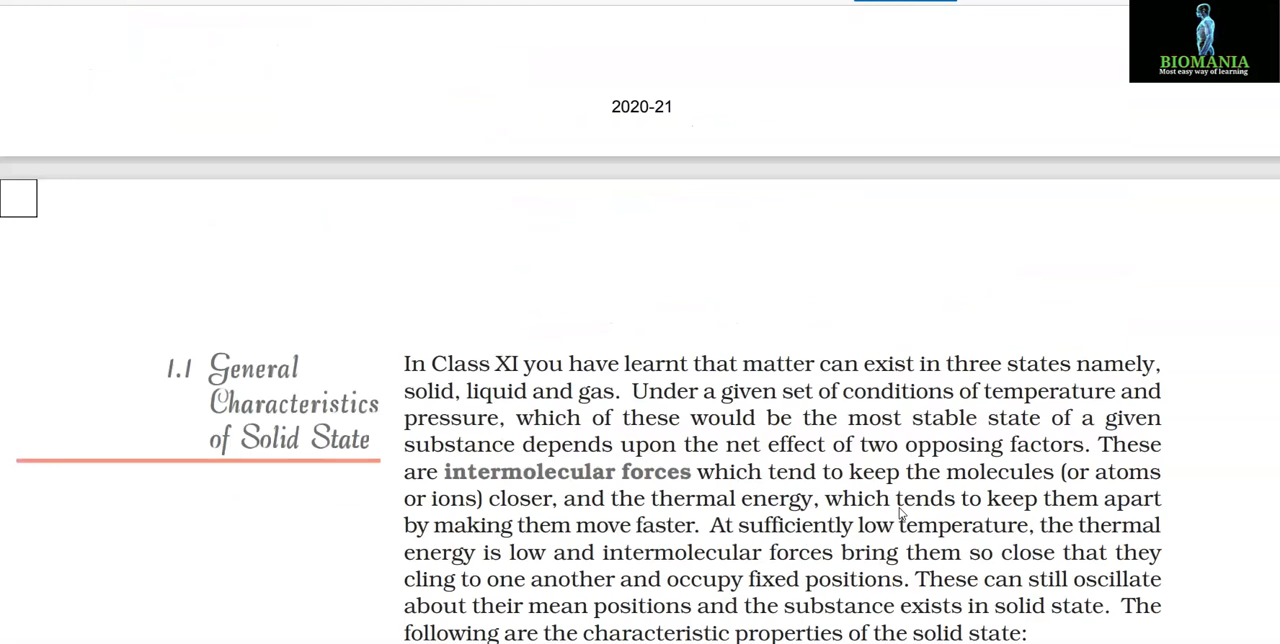 BIOMANIA
Most easy way of learning
2020-21
1.1 General
Characteristics
of Solid State
In Class XI you have learnt that matter can exist in three states namely,
solid, liquid and gas. Under a given set of conditions of temperature and
pressure, which of these would be the most stable state of a given
substance depends upon the net effect of two opposing factors. These
are intermolecular forces which tend to keep the molecules (or atoms
or ions) closer, and the thermal energy, which tends to keep them apart
by making them move faster. At sufficiently low temperature, the thermal
energy is low and intermolecular forces bring them so close that they
cling to one another and occupy fixed positions. These can still oscillate
about their mean positions and the substance exists in solid state. The
following are the characteristic properties of the solid state: